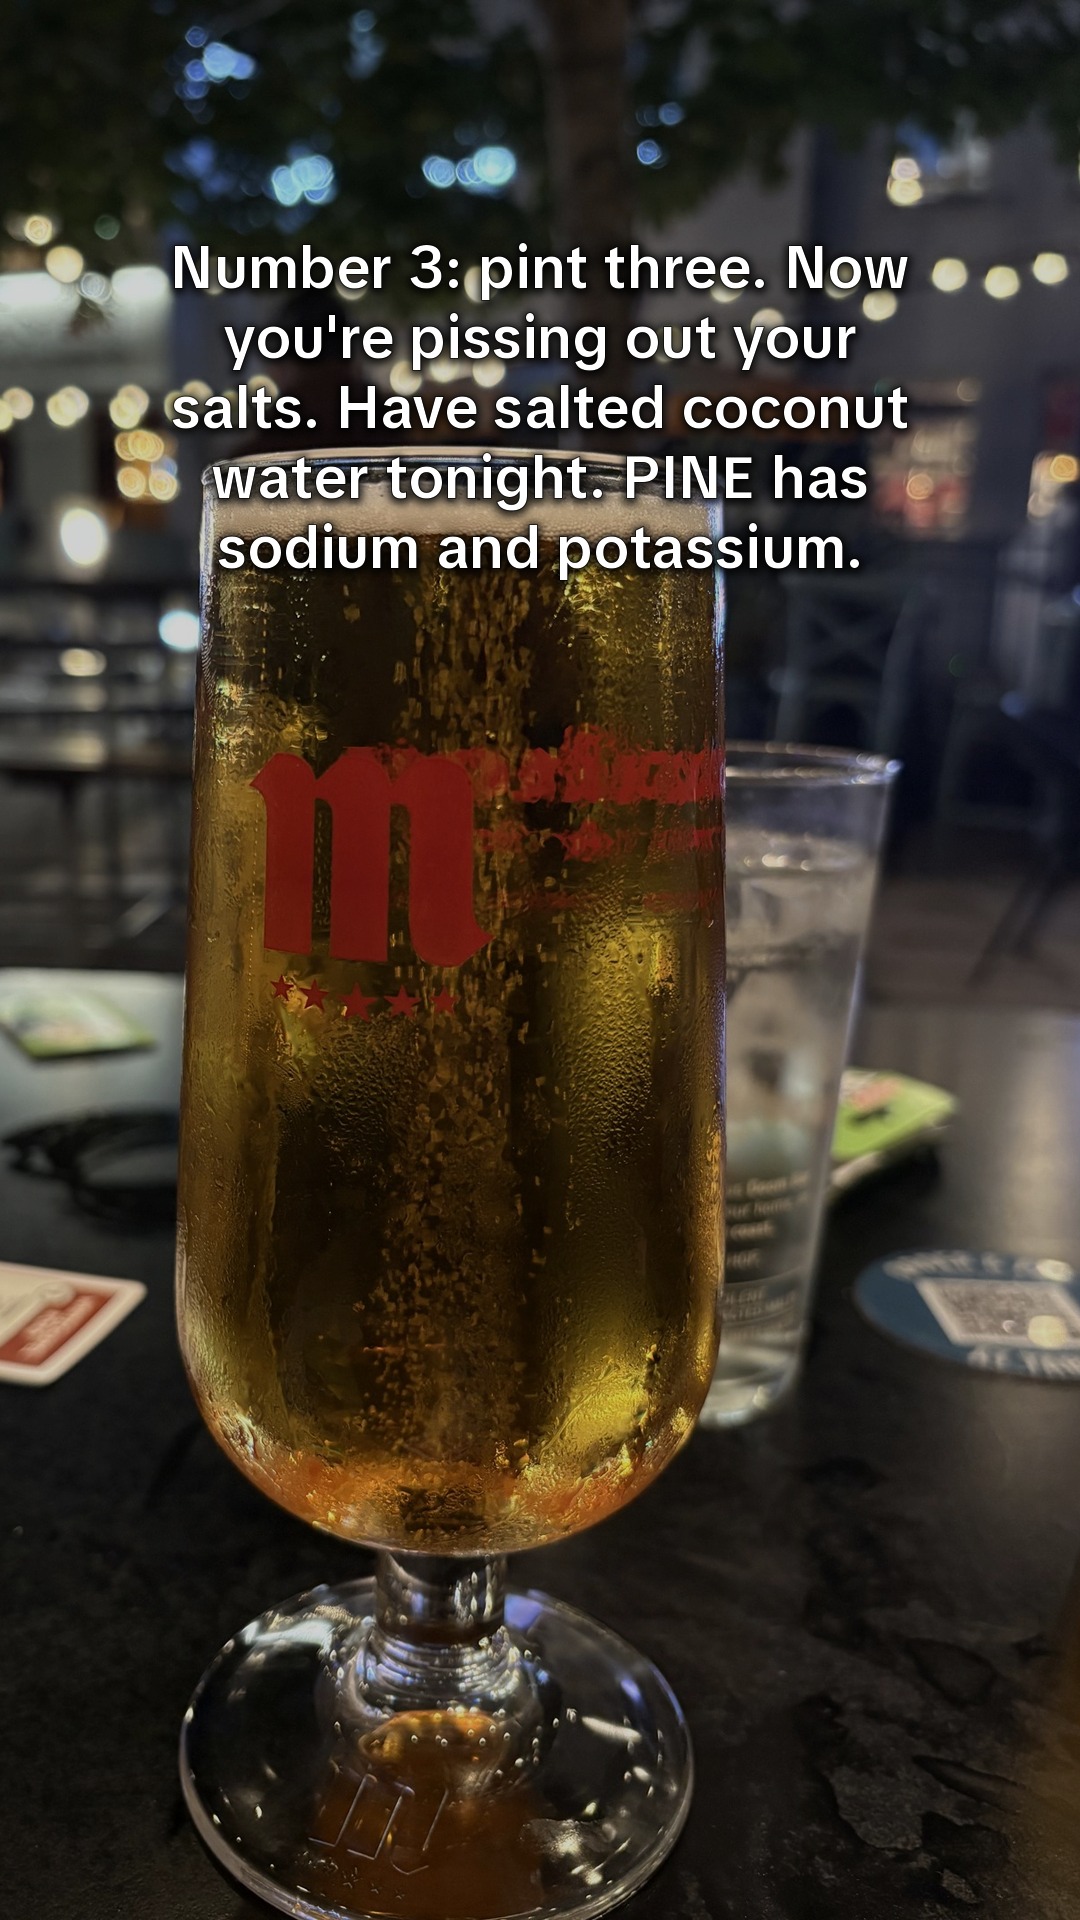 Number 3: pint three. Now
you're pissing out your
salts. Have salted coconut
water tonight. PINE has
sodium and potassium.
m